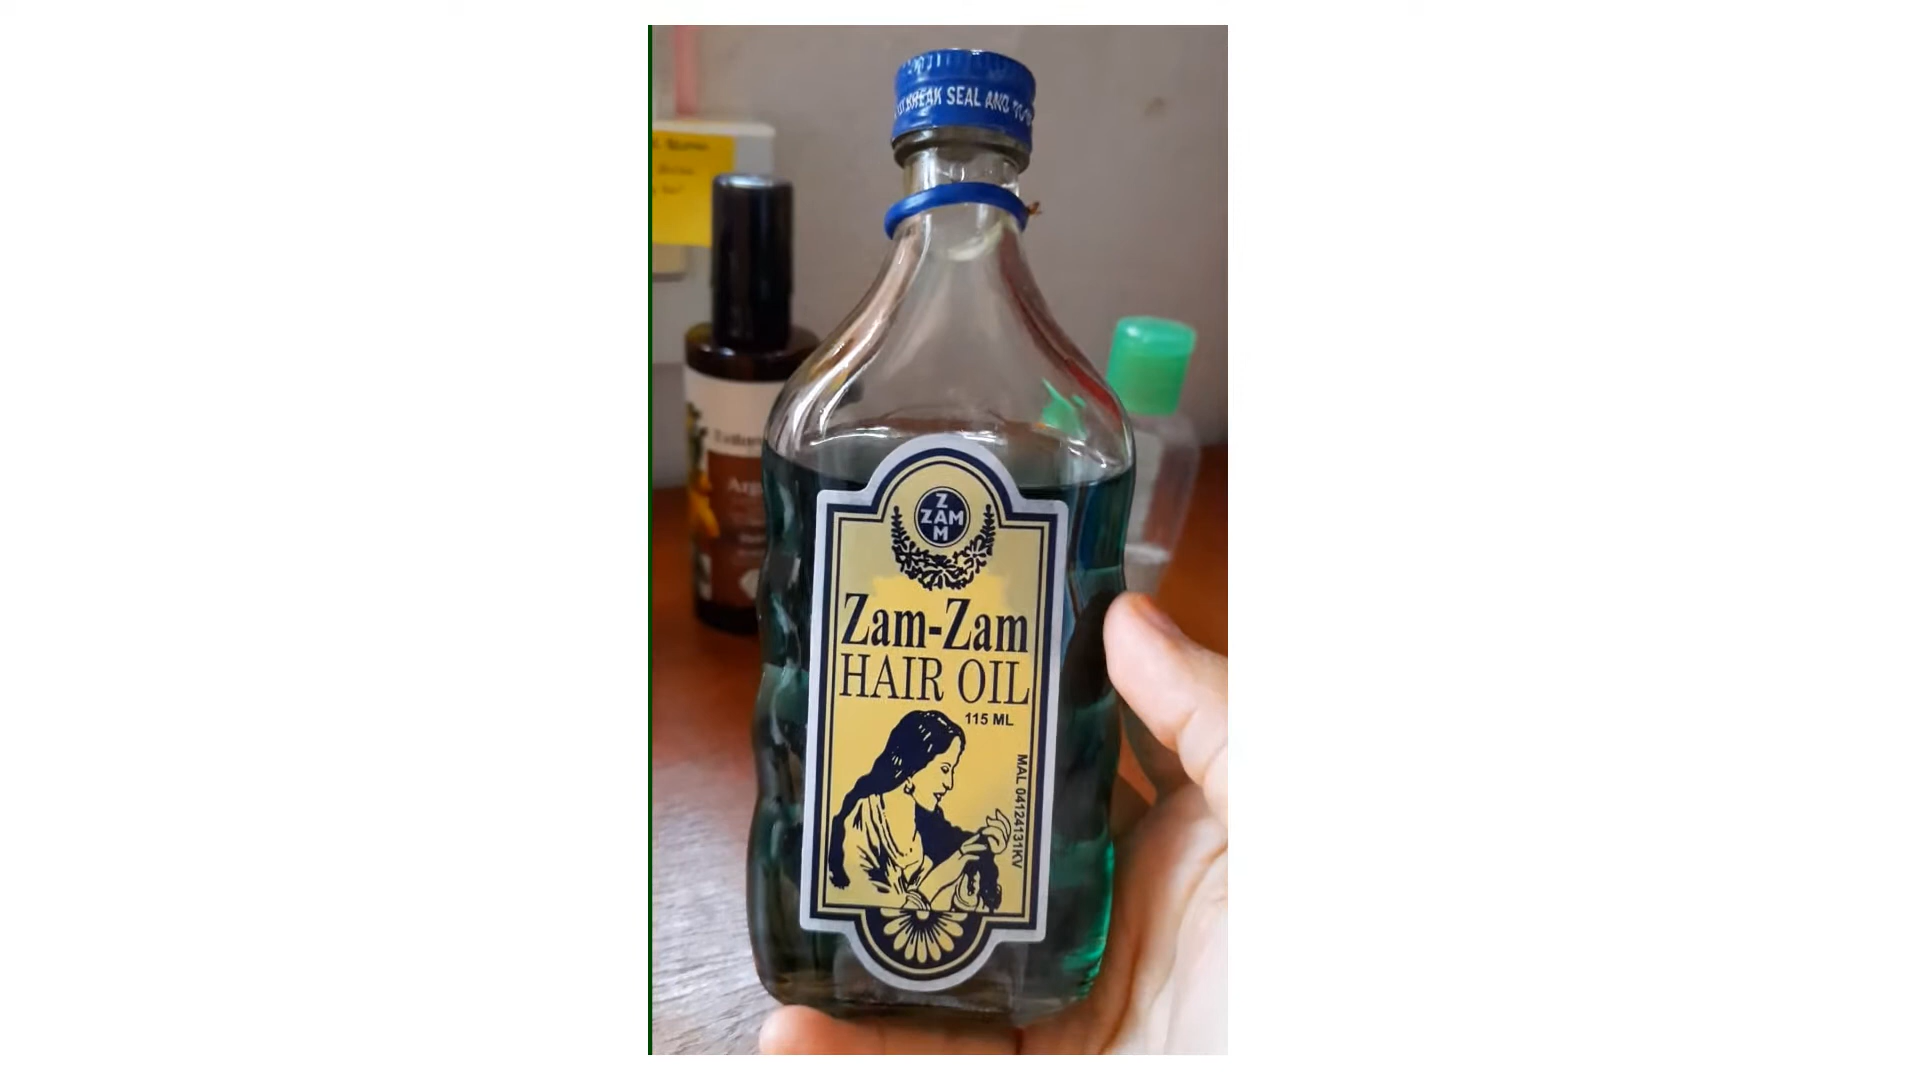 BREAK SEAL AND
Z
ZAM
M
Zam-Zam
HAIR OIL
115 ML
MAL 04124131KV